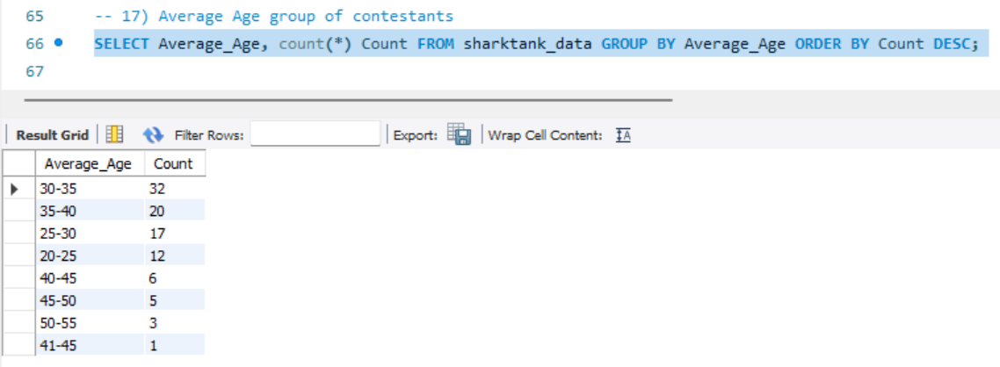 65 -- 17) Average Age group of contestants
66 SELECT Average_Age, count(*) Count FROM sharktank_data GROUP BY Average_Age ORDER BY Count DESC;
67
Result Grid Filter Rows: Export: Wrap Cell Content: IA
Average_Age Count
30-35 32
35-40 20
25-30 17
20-25 12
40-45 6
45-50 5
50-55 3
41-45 1